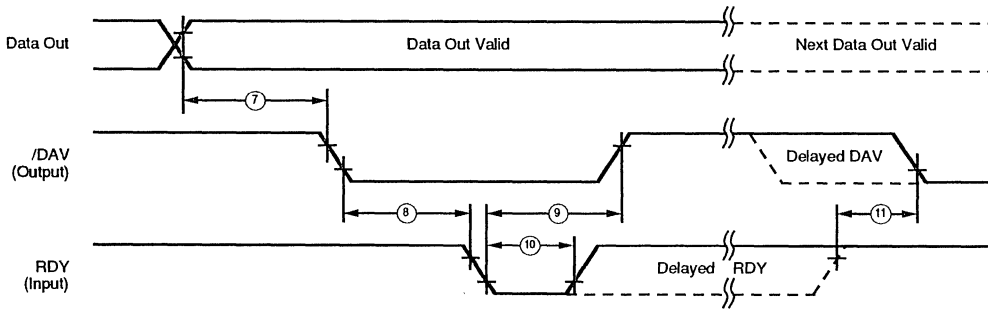 Data Out
Data Out Valid
Next Data Out Valid
7
/DAV
(Output)
Delayed DAV
8
9
11
10
RDY
(Input)
Delayed RDY